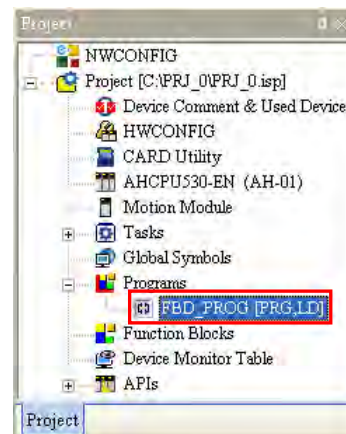 Project
NWCONFIG
Project [C:\PRJ_0\PRJ_0.isp]
Device Comment & Used Device
HWCONFIG
CARD Utility
AHCPU530-EN (AH-01)
Motion Module
Tasks
Global Symbols
Programs
FBD_PROG [PRG,LD]
Function Blocks
Device Monitor Table
APIs
Project